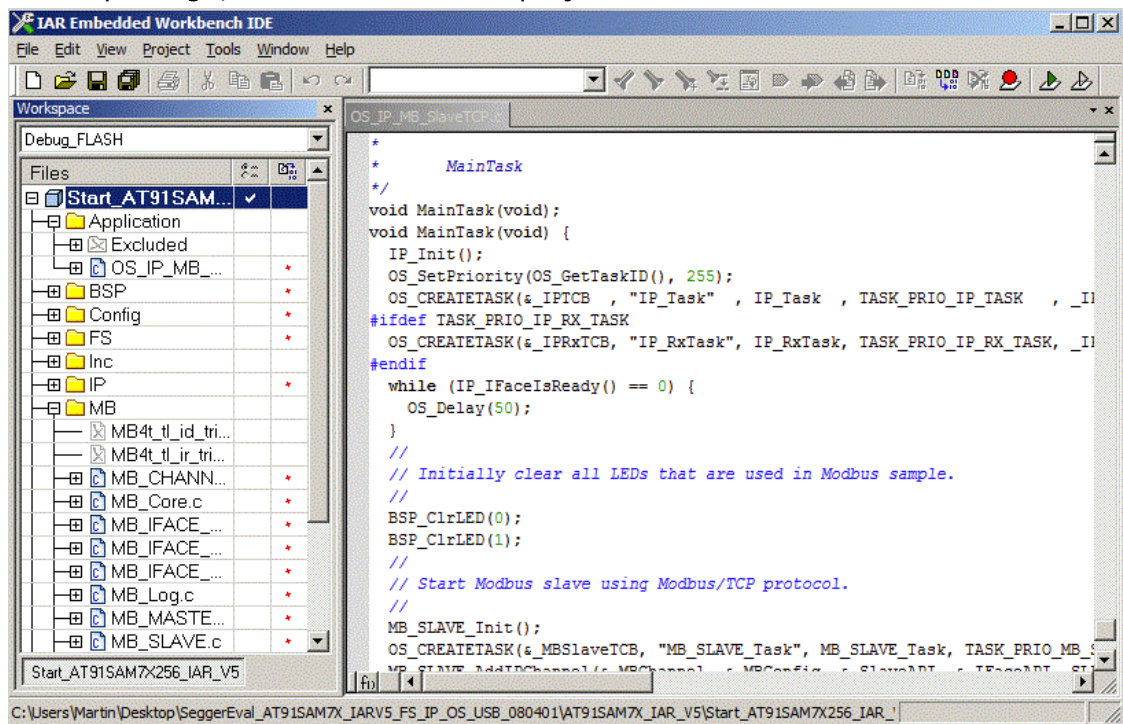 IAR Embedded Workbench IDE
File Edit View Project Tools Window Help
Workspace
Debug_FLASH
Files
Start_AT91SAM...
Application
Excluded
OS_IP_MB_...
BSP
Config
FS
Inc
IP
MB
MB4t_tl_id_tri...
MB4t_tl_ir_tri...
MB_CHANN...
MB_Core.c
MB_IFACE_...
MB_IFACE_...
MB_IFACE_...
MB_Log.c
MB_MASTE...
MB_SLAVE.c
Start_AT91SAM7X256_IAR_V5
OS_IP_MB_SlaveTCP.c
*
*       MainTask
*/
void MainTask(void);
void MainTask(void) {
  IP_Init();
  OS_SetPriority(OS_GetTaskID(), 255);
  OS_CREATETASK(&_IPTCB  , "IP_Task"  , IP_Task  , TASK_PRIO_IP_TASK   ,
#ifdef TASK_PRIO_IP_RX_TASK
  OS_CREATETASK(&_IPRxTCB, "IP_RxTask", IP_RxTask, TASK_PRIO_IP_RX_TASK,
#endif
  while (IP_IFaceIsReady() == 0) {
    OS_Delay(50);
  }
  //
  // Initially clear all LEDs that are used in Modbus sample.
  //
  BSP_ClrLED(0);
  BSP_ClrLED(1);
  //
  // Start Modbus slave using Modbus/TCP protocol.
  //
  MB_SLAVE_Init();
  OS_CREATETASK(&_MBSlaveTCB, "MB_SLAVE_Task", MB_SLAVE_Task, TASK_PRIO_MB_
C:\Users\Martin\Desktop\SeggerEval_AT91SAM7X_IARV5_FS_IP_OS_USB_080401\AT91SAM7X_IAR_V5\Start_AT91SAM7X256_IAR_